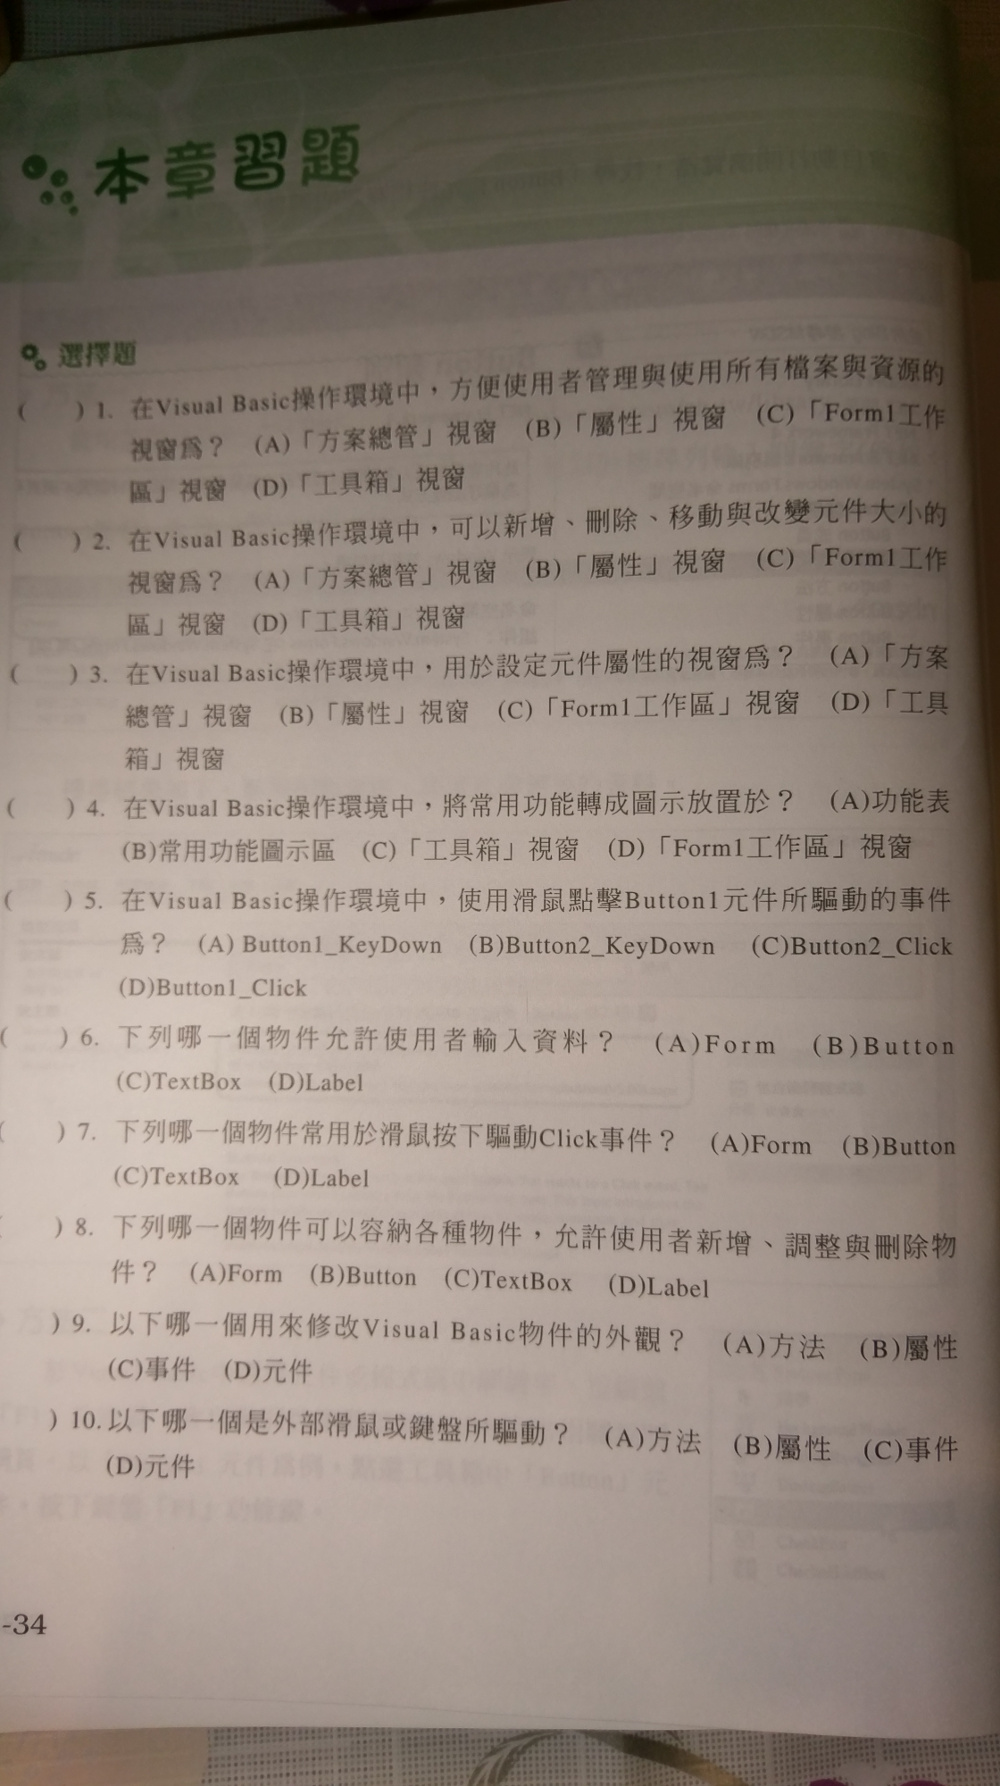 本章習題
選擇題
(　) 1. 在Visual Basic操作環境中，方便使用者管理與使用所有檔案與資源的
視窗爲？ (A)「方案總管」視窗 (B)「屬性」視窗 (C)「Form1工作
區」視窗 (D)「工具箱」視窗
(　) 2. 在Visual Basic操作環境中，可以新增、刪除、移動與改變元件大小的
視窗爲？ (A)「方案總管」視窗 (B)「屬性」視窗 (C)「Form1工作
區」視窗 (D)「工具箱」視窗
(　) 3. 在Visual Basic操作環境中，用於設定元件屬性的視窗爲？ (A)「方案
總管」視窗 (B)「屬性」視窗 (C)「Form1工作區」視窗 (D)「工具
箱」視窗
(　) 4. 在Visual Basic操作環境中，將常用功能轉成圖示放置於？ (A)功能表
(B)常用功能圖示區 (C)「工具箱」視窗 (D)「Form1工作區」視窗
(　) 5. 在Visual Basic操作環境中，使用滑鼠點擊Button1元件所驅動的事件
爲？ (A) Button1_KeyDown (B)Button2_KeyDown (C)Button2_Click
(D)Button1_Click
(　) 6. 下列哪一個物件允許使用者輸入資料？ (A)Form (B)Button
(C)TextBox (D)Label
(　) 7. 下列哪一個物件常用於滑鼠按下驅動Click事件？ (A)Form (B)Button
(C)TextBox (D)Label
) 8. 下列哪一個物件可以容納各種物件，允許使用者新增、調整與刪除物
件？ (A)Form (B)Button (C)TextBox (D)Label
) 9. 以下哪一個用來修改Visual Basic物件的外觀？ (A)方法 (B)屬性
(C)事件 (D)元件
) 10. 以下哪一個是外部滑鼠或鍵盤所驅動？ (A)方法 (B)屬性 (C)事件
(D)元件
-34